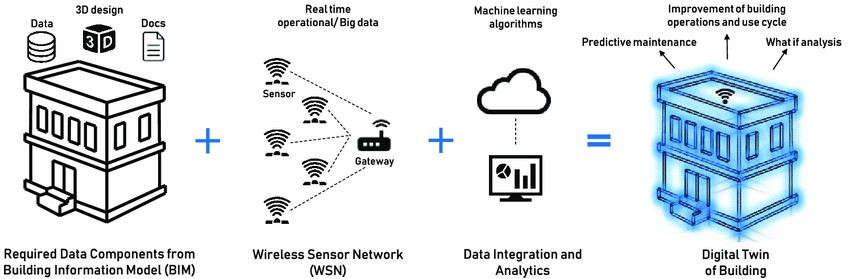 3D design
Data
Docs
3D
Required Data Components from
Building Information Model (BIM)
+
Real time
operational/ Big data
Sensor
Gateway
Wireless Sensor Network
(WSN)
+
Machine learning
algorithms
Data Integration and
Analytics
=
Improvement of building
operations and use cycle
Predictive maintenance
What if analysis
Digital Twin
of Building